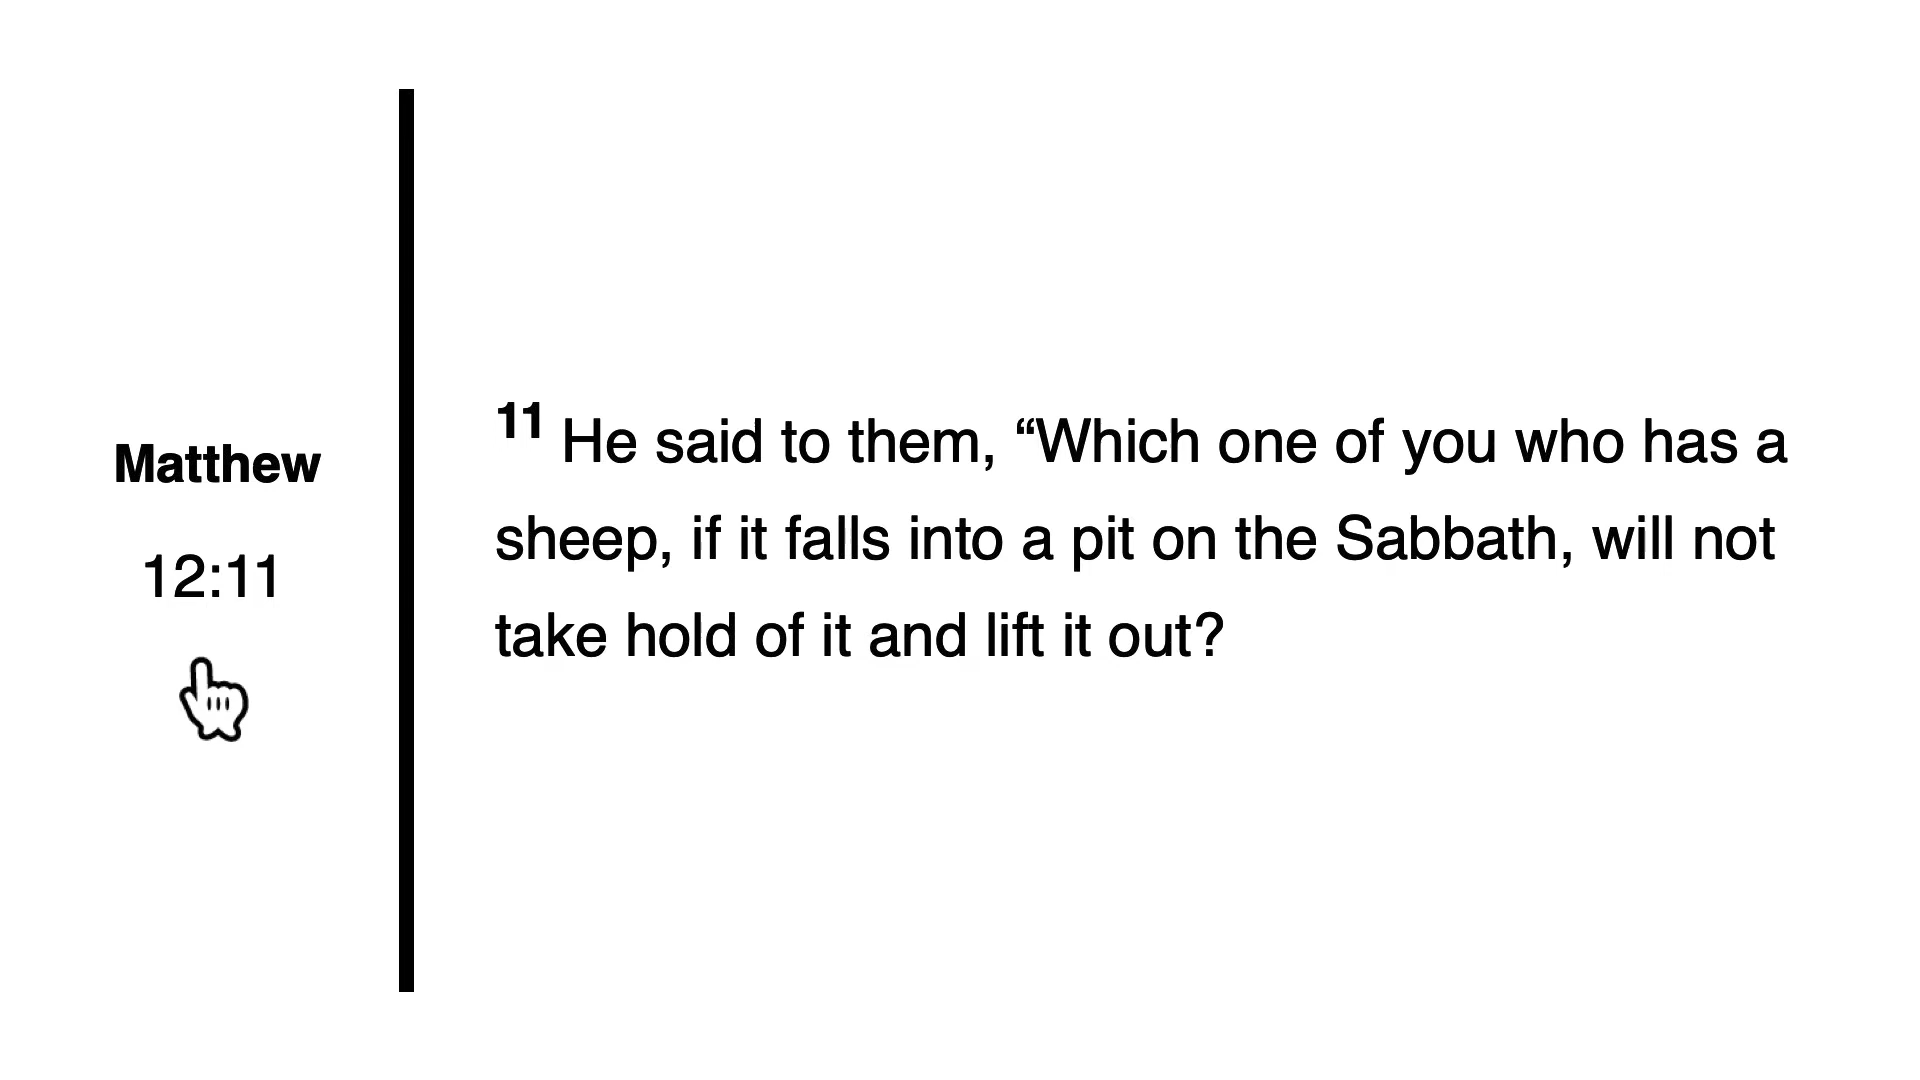 Matthew
12:11
11 He said to them, “Which one of you who has a
sheep, if it falls into a pit on the Sabbath, will not
take hold of it and lift it out?